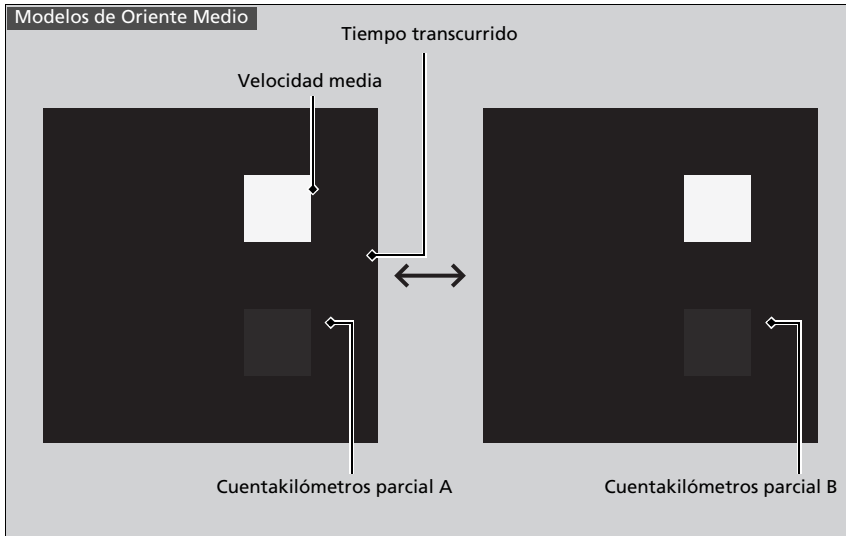 Modelos de Oriente Medio
Tiempo transcurrido
Velocidad media
Cuentakilómetros parcial A
Cuentakilómetros parcial B